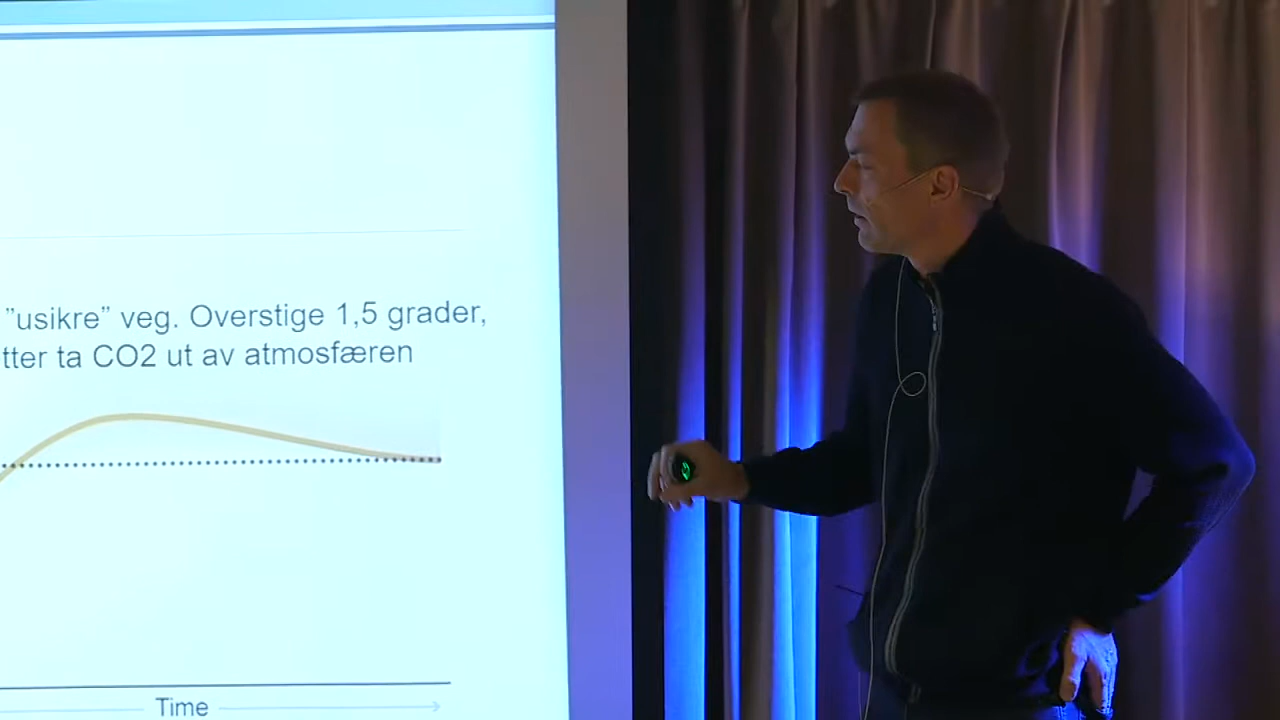 "usikre" veg. Overstige 1,5 grader,
tter ta CO2 ut av atmosfæren
Time